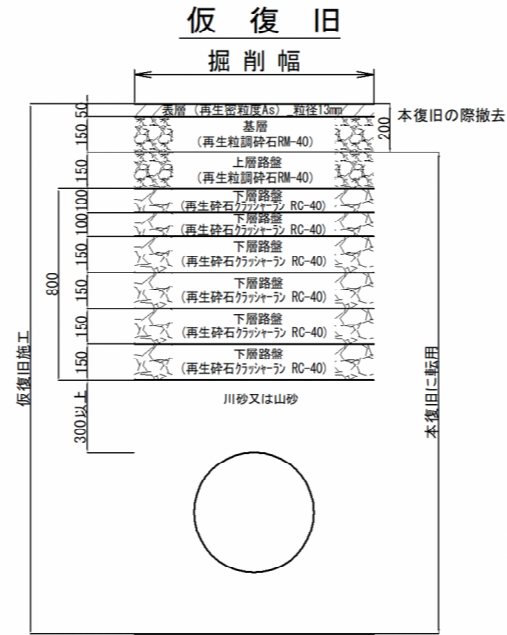 仮復旧
掘削幅
表層（再生密粒度As）_粒径13mm
本復旧の際撤去
50
150
200
基層
（再生粒調砕石RM-40）
150
上層路盤
（再生粒調砕石RM-40）
100
下層路盤
（再生砕石クラッシャーラン RC-40）
100
下層路盤
（再生砕石クラッシャーラン RC-40）
150
下層路盤
（再生砕石クラッシャーラン RC-40）
800
150
下層路盤
（再生砕石クラッシャーラン RC-40）
150
下層路盤
（再生砕石クラッシャーラン RC-40）
150
下層路盤
（再生砕石クラッシャーラン RC-40）
仮復旧施工
本復旧に転用
300以上
川砂又は山砂